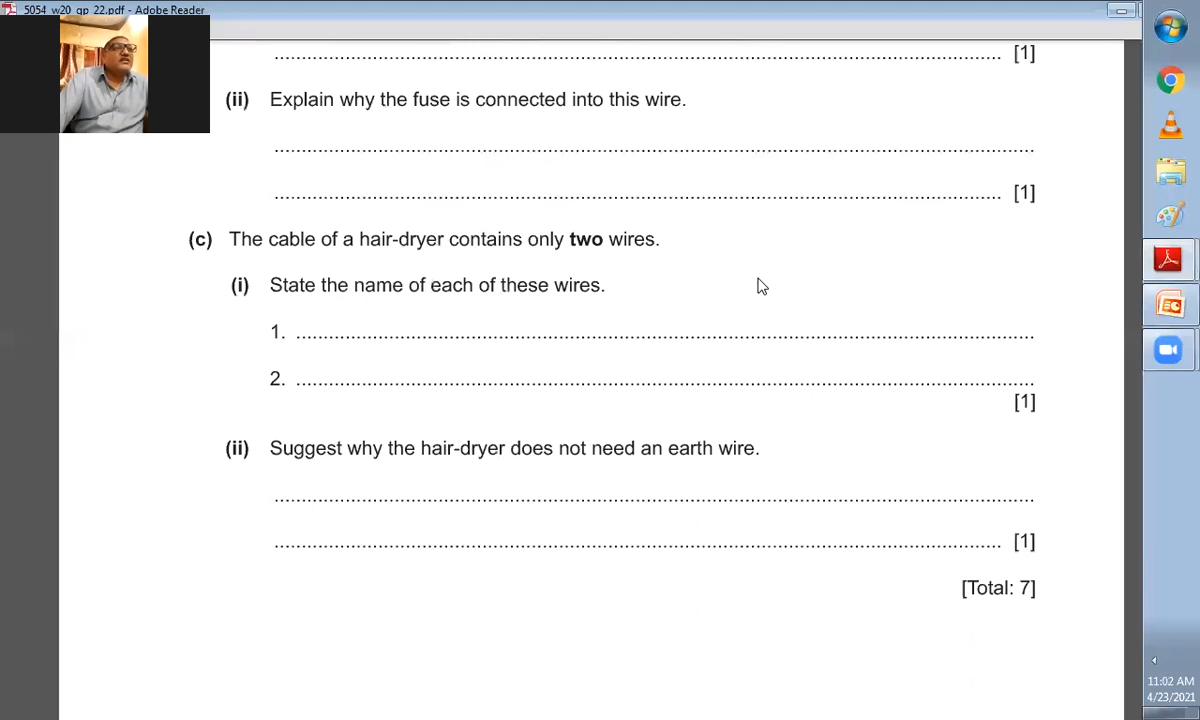 5054_w20_qp_22.pdf - Adobe Reader
[1]
(ii) Explain why the fuse is connected into this wire.
[1]
(c) The cable of a hair-dryer contains only two wires.
(i) State the name of each of these wires.
1.
2.
[1]
(ii) Suggest why the hair-dryer does not need an earth wire.
[1]
[Total: 7]
11:02 AM
4/23/2021